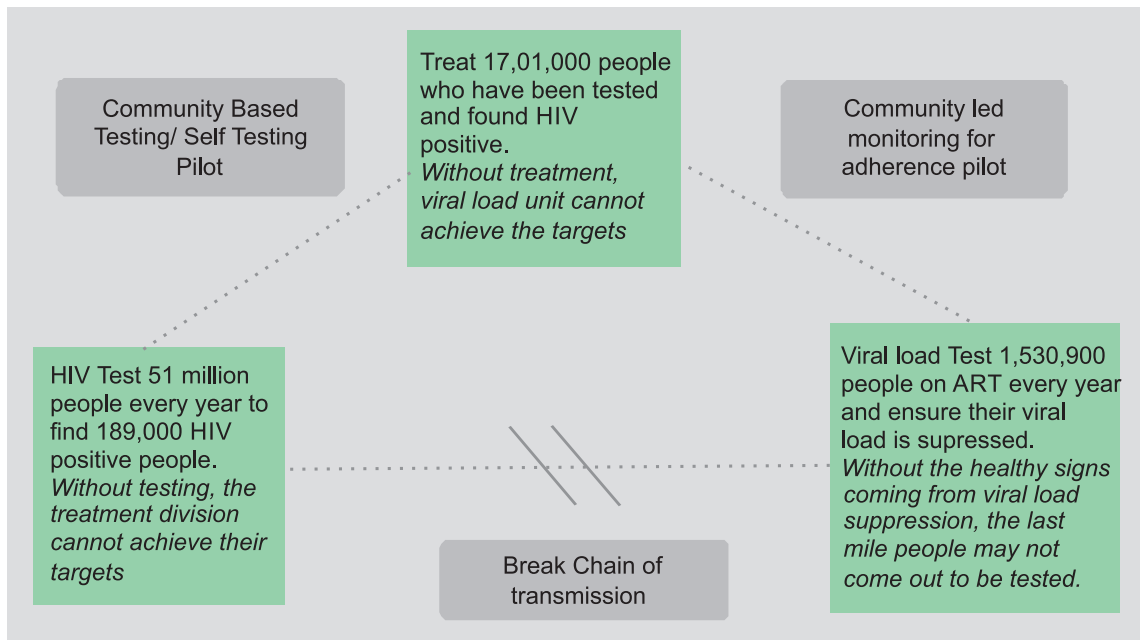 Community Based
Testing/ Self Testing
Pilot
Treat 17,01,000 people
who have been tested
and found HIV
positive.
Without treatment,
viral load unit cannot
achieve the targets
Community led
monitoring for
adherence pilot
HIV Test 51 million
people every year to
find 189,000 HIV
positive people.
Without testing, the
treatment division
cannot achieve their
targets
Viral load Test 1,530,900
people on ART every year
and ensure their viral
load is supressed.
Without the healthy signs
coming from viral load
suppression, the last
mile people may not
come out to be tested.
Break Chain of
transmission